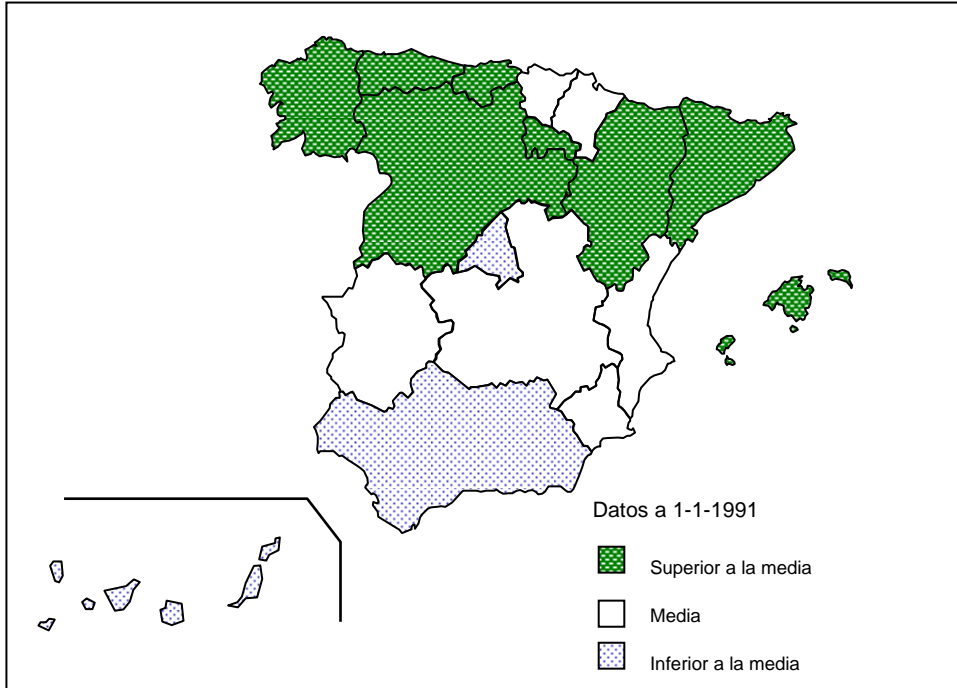 Datos a 1-1-1991
Superior a la media
Media
Inferior a la media